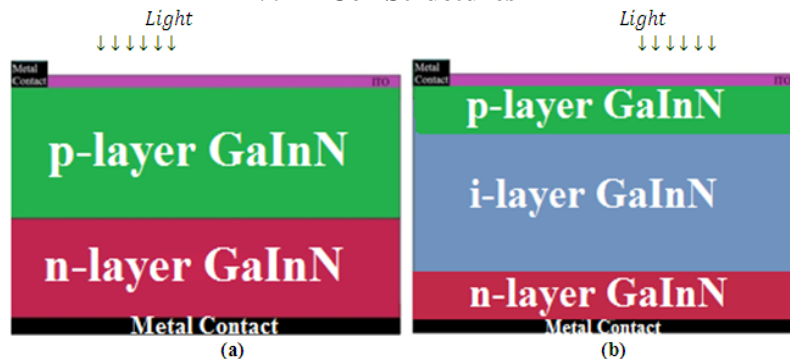 Light
↓↓↓↓↓↓
Metal
Contact
ITO
p-layer GaInN
n-layer GaInN
Metal Contact
(a)
Light
↓↓↓↓↓↓
Metal
Contact
ITO
p-layer GaInN
i-layer GaInN
n-layer GaInN
Metal Contact
(b)